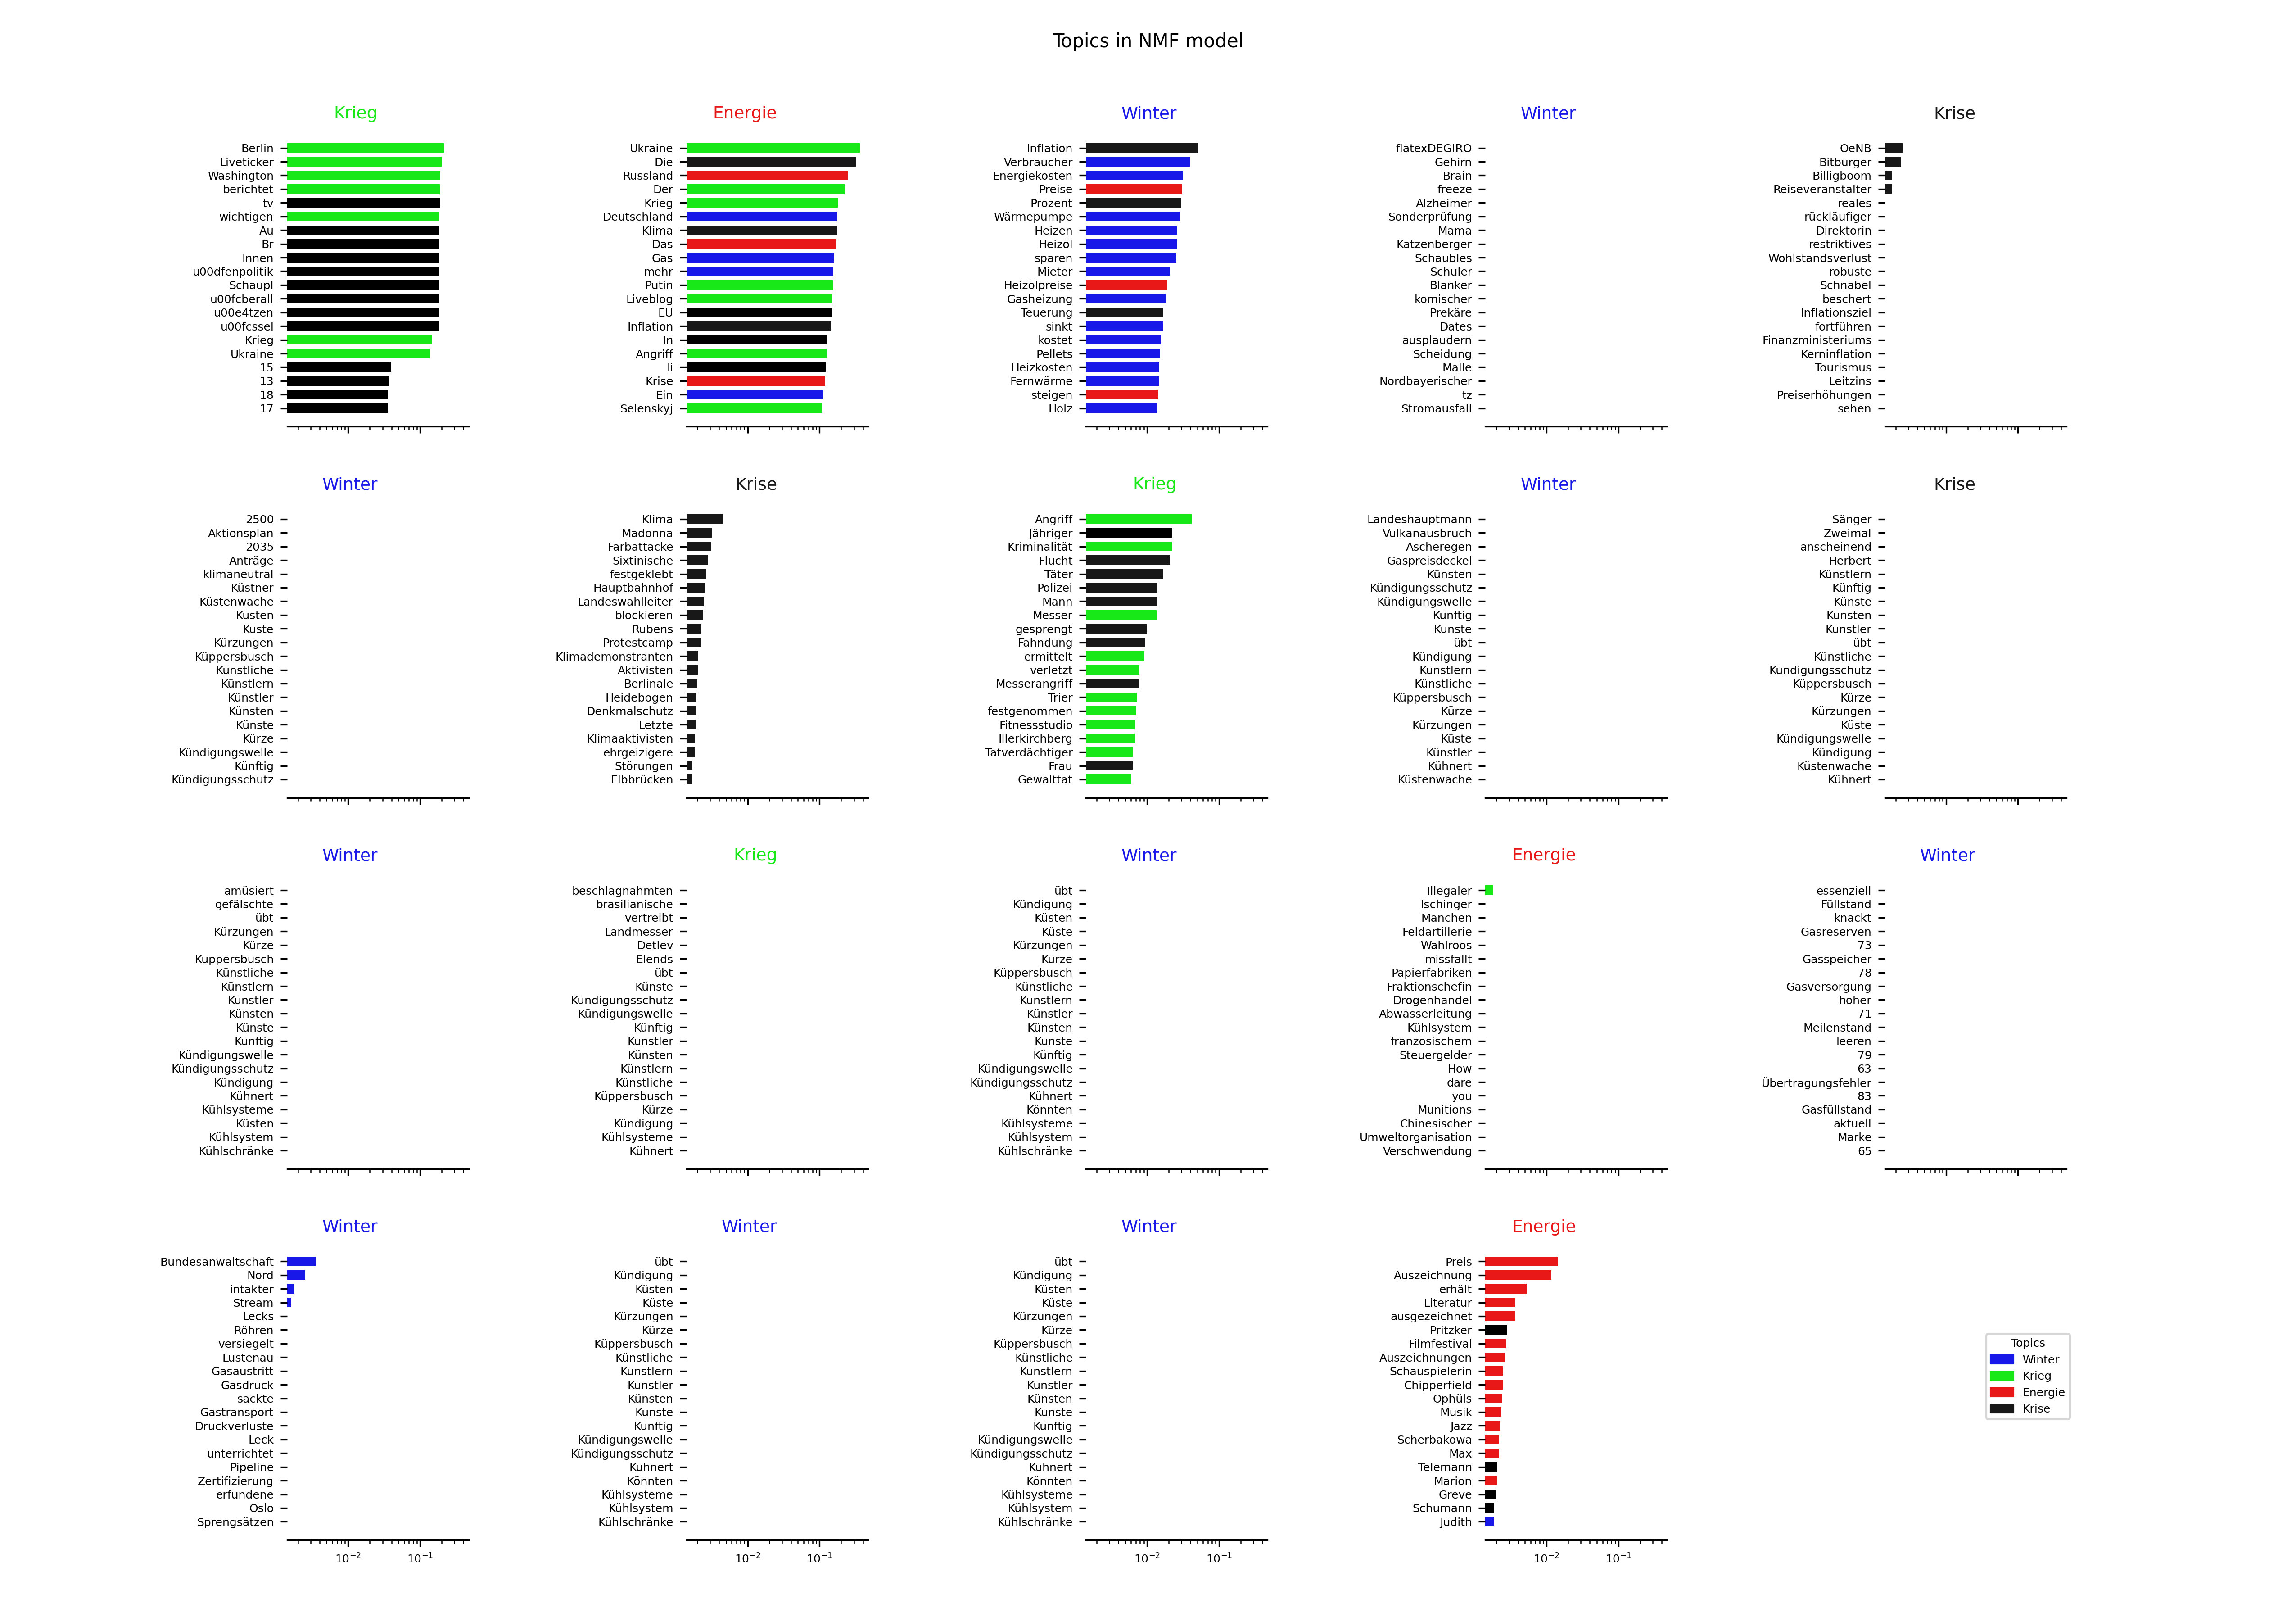 Topics in NMF model
Krieg
Berlin
Liveticker
Washington
berichtet
tv
wichtigen
Au
Br
Innen
u00dfenpolitik
Schaupl
u00fcberall
u00e4tzen
u00fcssel
Krieg
Ukraine
15
13
18
17
Energie
Ukraine
Die
Russland
Der
Krieg
Deutschland
Klima
Das
Gas
mehr
Putin
Liveblog
EU
Inflation
In
Angriff
li
Krise
Ein
Selenskyj
Winter
Inflation
Verbraucher
Energiekosten
Preise
Prozent
Wärmepumpe
Heizen
Heizöl
sparen
Mieter
Heizölpreise
Gasheizung
Teuerung
sinkt
kostet
Pellets
Heizkosten
Fernwärme
steigen
Holz
Winter
flatexDEGIRO
Gehirn
Brain
freeze
Alzheimer
Sonderprüfung
Mama
Katzenberger
Schäubles
Schuler
Blanker
komischer
Prekäre
Dates
ausplaudern
Scheidung
Malle
Nordbayerischer
tz
Stromausfall
Krise
OeNB
Bitburger
Billigboom
Reiseveranstalter
reales
rückläufiger
Direktorin
restriktives
Wohlstandsverlust
robuste
Schnabel
beschert
Inflationsziel
fortführen
Finanzministeriums
Kerninflation
Tourismus
Leitzins
Preiserhöhungen
sehen
Winter
2500
Aktionsplan
2035
Anträge
klimaneutral
Küstner
Küstenwache
Küsten
Küste
Kürzungen
Küppersbusch
Künstliche
Künstlern
Künstler
Künsten
Künste
Kürze
Kündigungswelle
Künftig
Kündigungsschutz
Krise
Klima
Madonna
Farbattacke
Sixtinische
festgeklebt
Hauptbahnhof
Landeswahlleiter
blockieren
Rubens
Protestcamp
Klimademonstranten
Aktivisten
Berlinale
Heidebogen
Denkmalschutz
Letzte
Klimaaktivisten
ehrgeizigere
Störungen
Elbbrücken
Krieg
Angriff
Jähriger
Kriminalität
Flucht
Täter
Polizei
Mann
Messer
gesprengt
Fahndung
ermittelt
verletzt
Messerangriff
Trier
festgenommen
Fitnessstudio
Illerkirchberg
Tatverdächtiger
Frau
Gewalttat
Winter
Landeshauptmann
Vulkanausbruch
Ascheregen
Gaspreisdeckel
Künsten
Kündigungsschutz
Kündigungswelle
Künftig
Künste
übt
Kündigung
Künstlern
Künstliche
Küppersbusch
Kürze
Kürzungen
Küste
Künstler
Kühnert
Küstenwache
Krise
Sänger
Zweimal
anscheinend
Herbert
Künstlern
Künftig
Künste
Künsten
Künstler
übt
Künstliche
Kündigungsschutz
Küppersbusch
Kürze
Kürzungen
Küste
Kündigungswelle
Kündigung
Küstenwache
Kühnert
Winter
amüsiert
gefälschte
übt
Kürzungen
Kürze
Küppersbusch
Künstliche
Künstlern
Künstler
Künsten
Künste
Künftig
Kündigungswelle
Kündigungsschutz
Kündigung
Kühnert
Kühlsysteme
Küsten
Kühlsystem
Kühlschränke
Krieg
beschlagnahmten
brasilianische
vertreibt
Landmesser
Detlev
Elends
übt
Künste
Kündigungsschutz
Kündigungswelle
Künftig
Künstler
Künsten
Künstlern
Künstliche
Küppersbusch
Kürze
Kündigung
Kühlsysteme
Kühnert
Winter
übt
Kündigung
Küsten
Küste
Kürzungen
Kürze
Küppersbusch
Künstliche
Künstlern
Künstler
Künsten
Künste
Künftig
Kündigungswelle
Kündigungsschutz
Kühnert
Könnten
Kühlsysteme
Kühlsystem
Kühlschränke
Energie
Illegaler
Ischinger
Manchen
Feldartillerie
Wahlroos
missfällt
Papierfabriken
Fraktionschefin
Drogenhandel
Abwasserleitung
Kühlsystem
französischem
Steuergelder
How
dare
you
Munitions
Chinesischer
Umweltorganisation
Verschwendung
Winter
essenziell
Füllstand
knackt
Gasreserven
73
Gasspeicher
78
Gasversorgung
hoher
71
Meilenstand
leeren
79
63
Übertragungsfehler
83
Gasfüllstand
aktuell
Marke
65
Winter
Bundesanwaltschaft
Nord
intakter
Stream
Lecks
Röhren
versiegelt
Lustenau
Gasaustritt
Gasdruck
sackte
Gastransport
Druckverluste
Leck
unterrichtet
Pipeline
Zertifizierung
erfundene
Oslo
Sprengsätzen
10⁻² 10⁻¹
Winter
übt
Kündigung
Küsten
Küste
Kürzungen
Kürze
Küppersbusch
Künstliche
Künstlern
Künstler
Künsten
Künste
Künftig
Kündigungswelle
Kündigungsschutz
Kühnert
Könnten
Kühlsysteme
Kühlsystem
Kühlschränke
10⁻² 10⁻¹
Winter
übt
Kündigung
Küsten
Küste
Kürzungen
Kürze
Küppersbusch
Künstliche
Künstlern
Künstler
Künsten
Künste
Künftig
Kündigungswelle
Kündigungsschutz
Kühnert
Könnten
Kühlsysteme
Kühlsystem
Kühlschränke
10⁻² 10⁻¹
Energie
Preis
Auszeichnung
erhält
Literatur
ausgezeichnet
Pritzker
Filmfestival
Auszeichnungen
Schauspielerin
Chipperfield
Ophüls
Musik
Jazz
Scherbakowa
Max
Telemann
Marion
Greve
Schumann
Judith
10⁻² 10⁻¹
Topics
Winter
Krieg
Energie
Krise